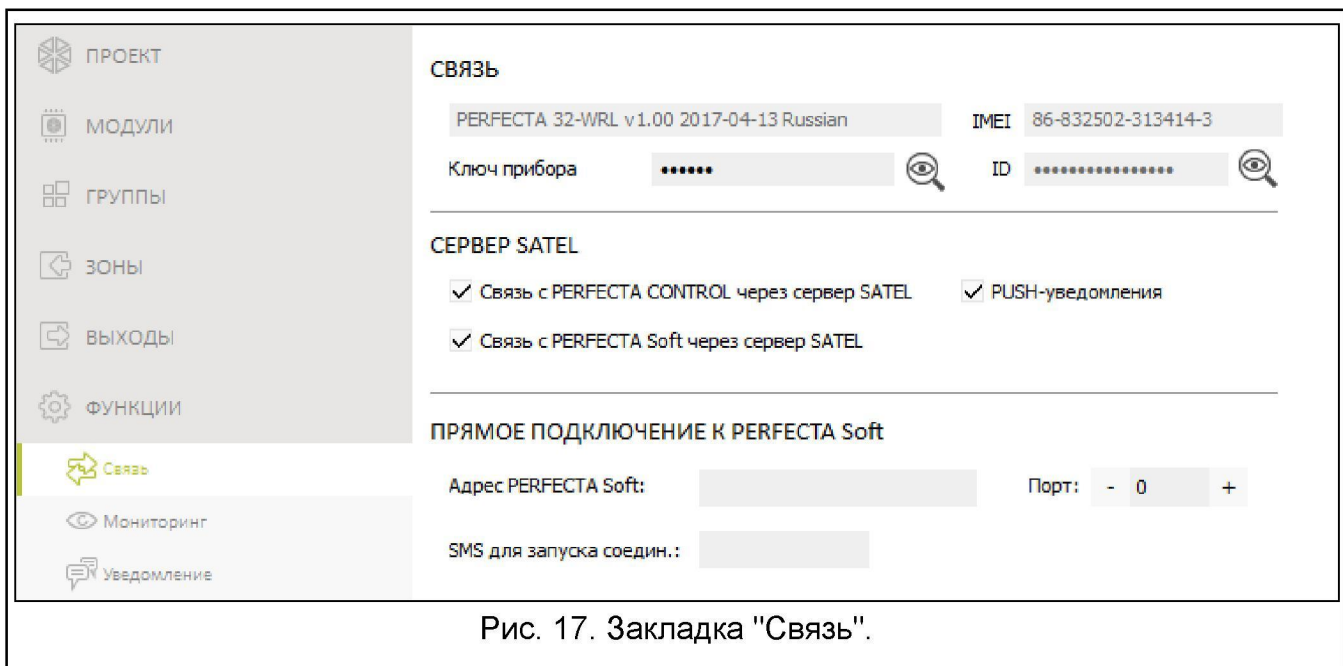 ПРОЕКТ
МОДУЛИ
ГРУППЫ
ЗОНЫ
ВЫХОДЫ
ФУНКЦИИ
Связь
Мониторинг
Уведомление
СВЯЗЬ
PERFECTA 32-WRL v1.00 2017-04-13 Russian IMEI 86-832502-313414-3
Ключ прибора •••••• ID ••••••••••••••••
СЕРВЕР SATEL
Связь с PERFECTA CONTROL через сервер SATEL PUSH-уведомления
Связь с PERFECTA Soft через сервер SATEL
ПРЯМОЕ ПОДКЛЮЧЕНИЕ К PERFECTA Soft
Адрес PERFECTA Soft: Порт: - 0 +
SMS для запуска соедин.:
Рис. 17. Закладка "Связь".